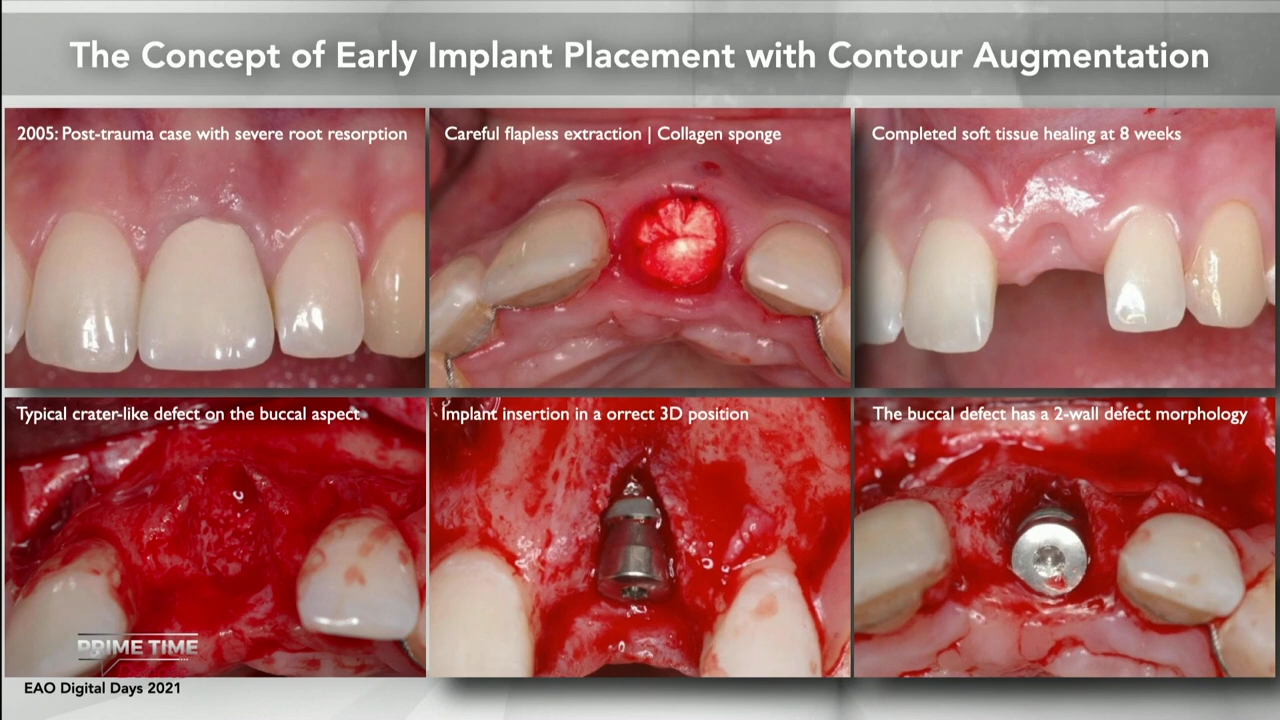 The Concept of Early Implant Placement with Contour Augmentation
2005: Post-trauma case with severe root resorption
Careful flapless extraction | Collagen sponge
Completed soft tissue healing at 8 weeks
Typical crater-like defect on the buccal aspect
Implant insertion in a orrect 3D position
The buccal defect has a 2-wall defect morphology
PRIME TIME
EAO Digital Days 2021